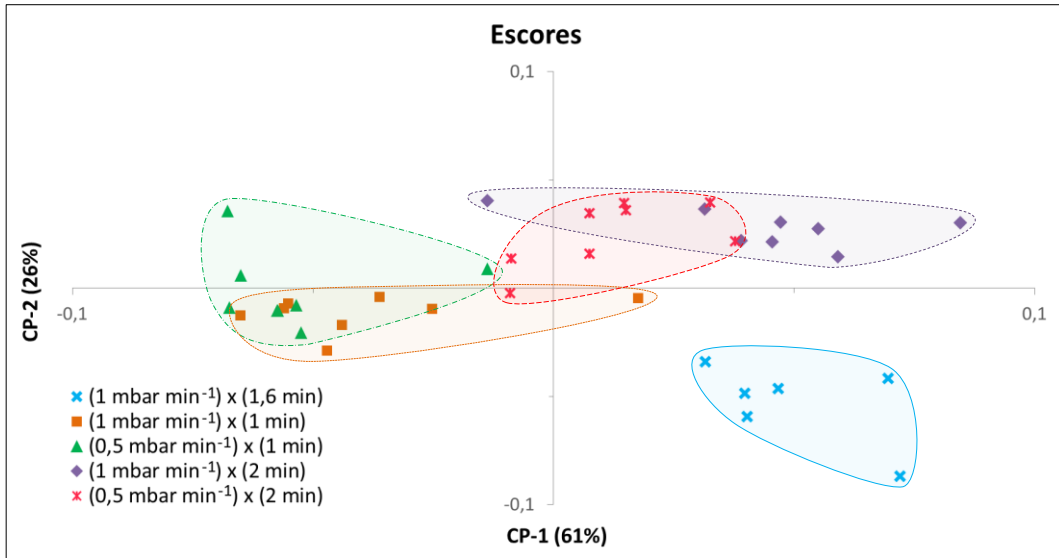 Escores
0,1
CP-2 (26%)
-0,1
0,1
(1 mbar min⁻¹) x (1,6 min)
(1 mbar min⁻¹) x (1 min)
(0,5 mbar min⁻¹) x (1 min)
(1 mbar min⁻¹) x (2 min)
(0,5 mbar min⁻¹) x (2 min)
-0,1
CP-1 (61%)